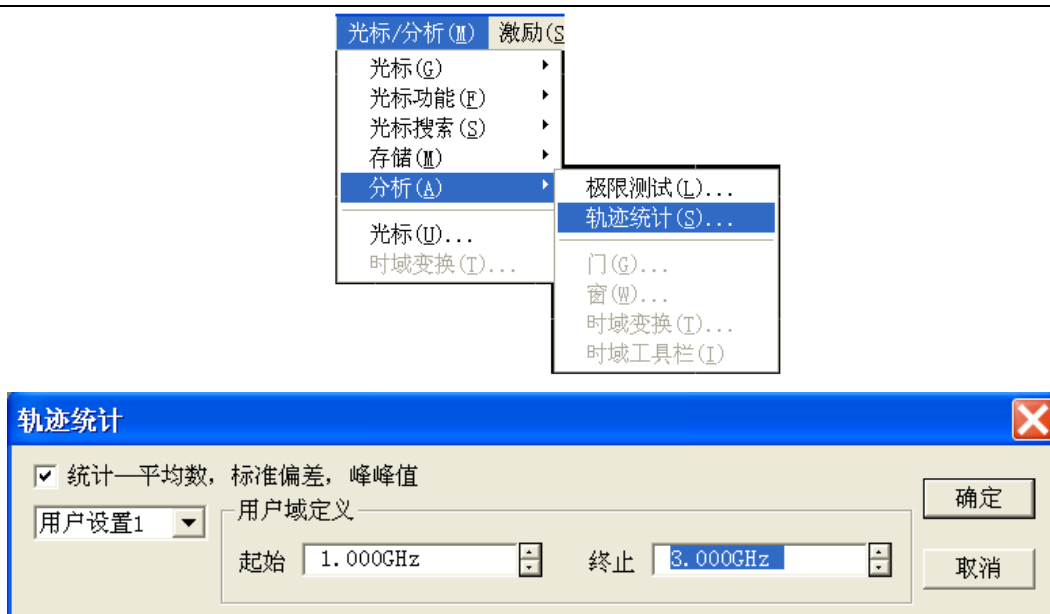 光标/分析(M) 激励(S
光标(G)
光标功能(F)
光标搜索(S)
存储(M)
分析(A)
光标(U)...
时域变换(T)...
极限测试(L)...
轨迹统计(S)...
门(G)...
窗(W)...
时域变换(T)...
时域工具栏(I)
轨迹统计
统计—平均数，标准偏差，峰峰值
用户设置1
用户域定义
起始 1.000GHz 终止 3.000GHz
确定
取消